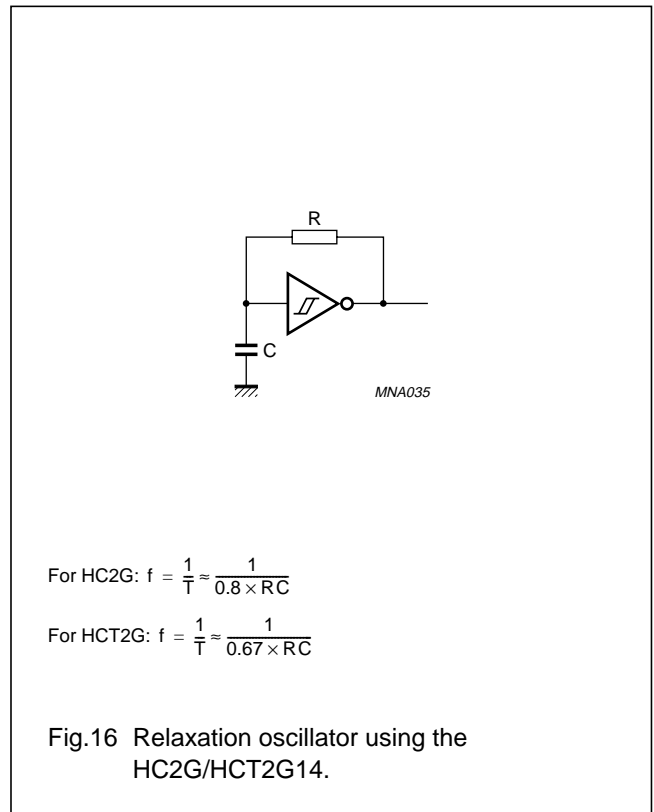 R
C
MNA035
For HC2G: f = 1/T ≈ 1/(0.8 × RC)
For HCT2G: f = 1/T ≈ 1/(0.67 × RC)
Fig.16 Relaxation oscillator using the
HC2G/HCT2G14.